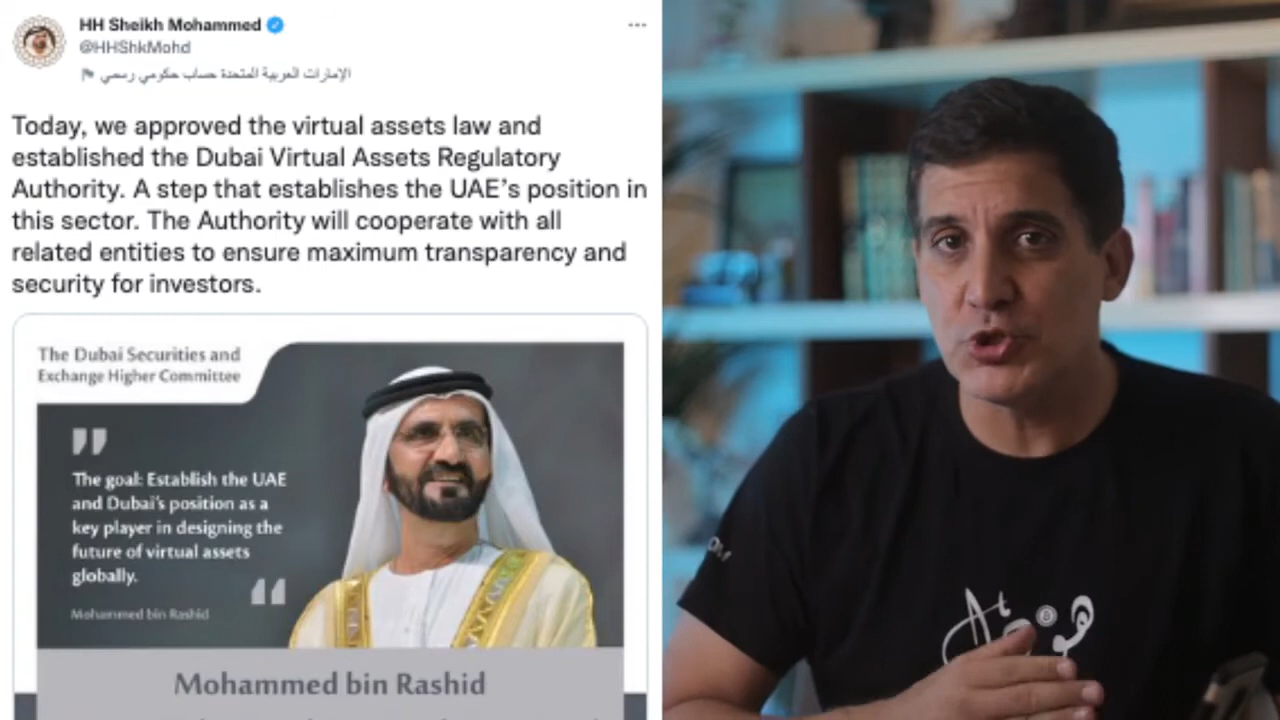 HH Sheikh Mohammed
@HHShkMohd
الإمارات العربية المتحدة حساب حكومي رسمي
Today, we approved the virtual assets law and
established the Dubai Virtual Assets Regulatory
Authority. A step that establishes the UAE's position in
this sector. The Authority will cooperate with all
related entities to ensure maximum transparency and
security for investors.
The Dubai Securities and
Exchange Higher Committee
The goal: Establish the UAE
and Dubai's position as a
key player in designing the
future of virtual assets
globally.
Mohammed bin Rashid
Mohammed bin Rashid